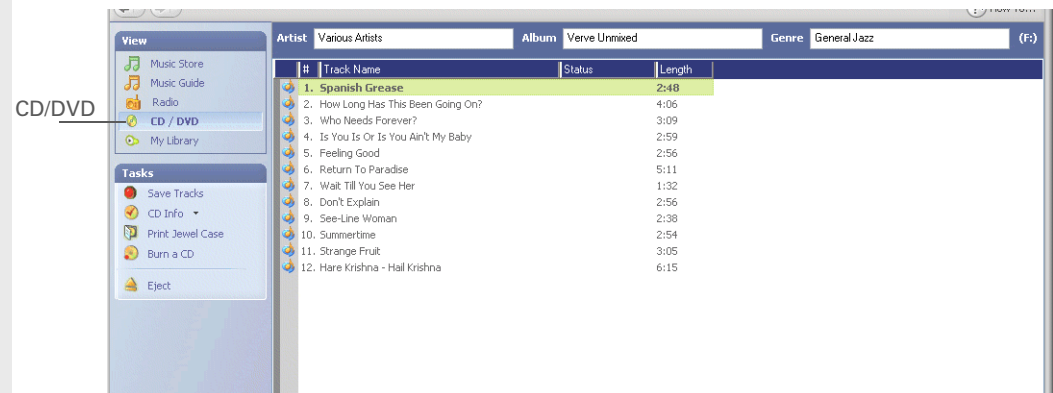 How To...
View
Artist Various Artists Album Verve Unmixed Genre General Jazz (F:)
Music Store
Music Guide
Radio
CD / DVD
My Library
CD/DVD
Tasks
Save Tracks
CD Info
Print Jewel Case
Burn a CD
Eject
# Track Name Status Length
1. Spanish Grease 2:48
2. How Long Has This Been Going On? 4:06
3. Who Needs Forever? 3:09
4. Is You Is Or Is You Ain't My Baby 2:59
5. Feeling Good 2:56
6. Return To Paradise 5:11
7. Wait Till You See Her 1:32
8. Don't Explain 2:56
9. See-Line Woman 2:38
10. Summertime 2:54
11. Strange Fruit 3:05
12. Hare Krishna - Hail Krishna 6:15